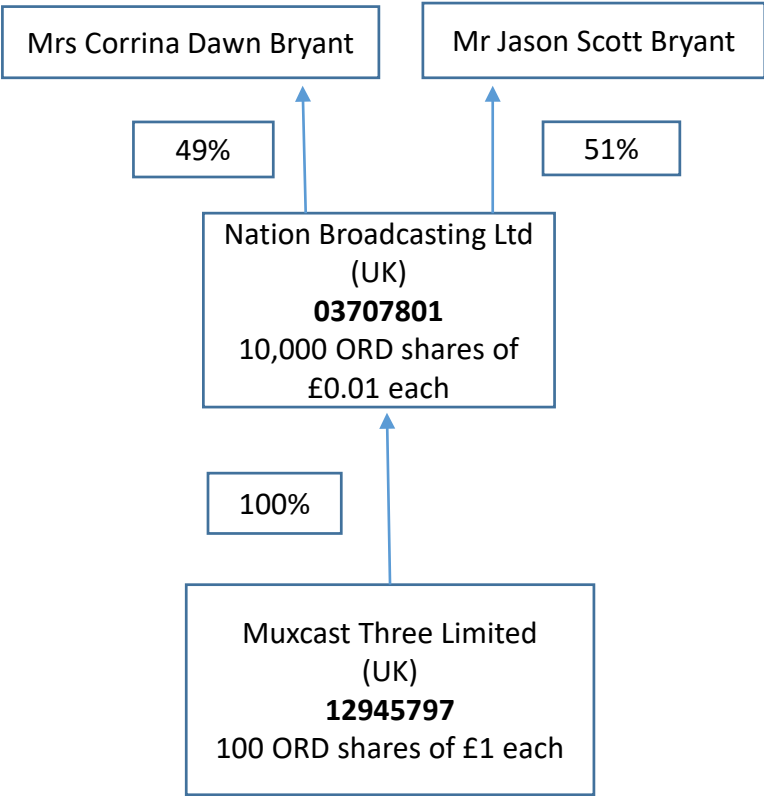 Mrs Corrina Dawn Bryant
Mr Jason Scott Bryant
49%
51%
Nation Broadcasting Ltd
(UK)
03707801
10,000 ORD shares of
£0.01 each
100%
Muxcast Three Limited
(UK)
12945797
100 ORD shares of £1 each